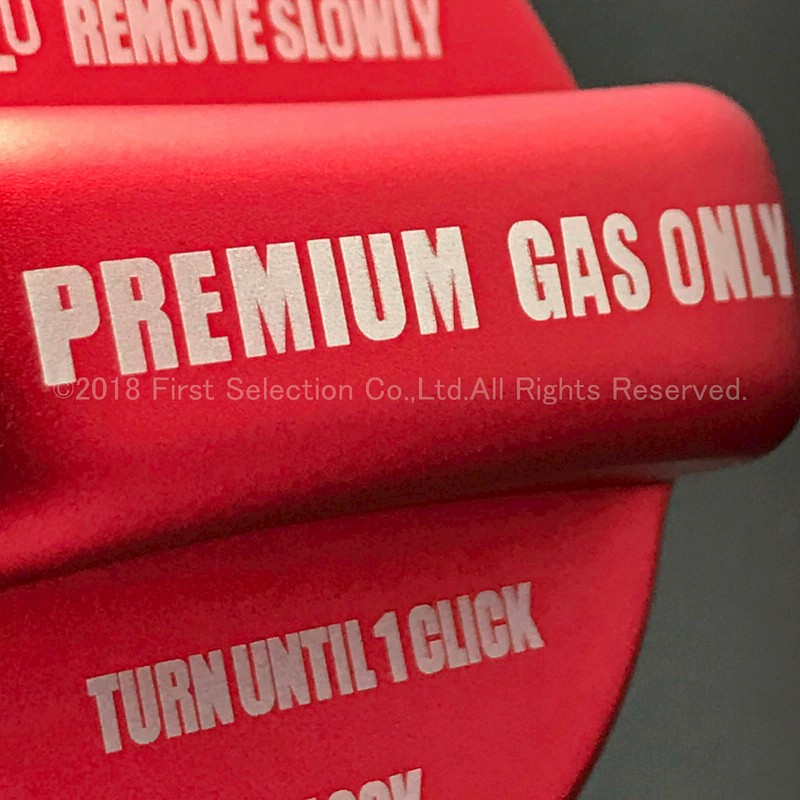 REMOVE SLOWLY
PREMIUM GAS ONLY
©2018 First Selection Co.,Ltd.All Rights Reserved.
TURN UNTIL 1 CLICK